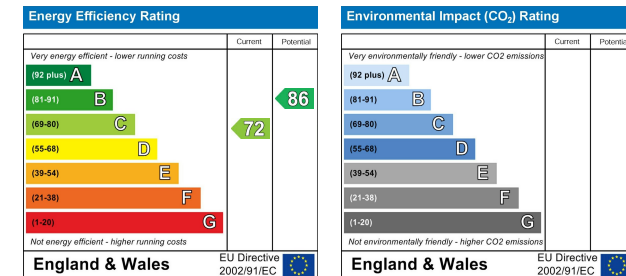 Energy Efficiency Rating
Current Potential
Very energy efficient - lower running costs
(92 plus) A
(81-91) B
86
(69-80) C
72
(55-68) D
(39-54) E
(21-38) F
(1-20) G
Not energy efficient - higher running costs
England & Wales
EU Directive
2002/91/EC
Environmental Impact (CO₂) Rating
Current Potential
Very environmentally friendly - lower CO2 emissions
(92 plus) A
(81-91) B
(69-80) C
(55-68) D
(39-54) E
(21-38) F
(1-20) G
Not environmentally friendly - higher CO2 emissions
England & Wales
EU Directive
2002/91/EC